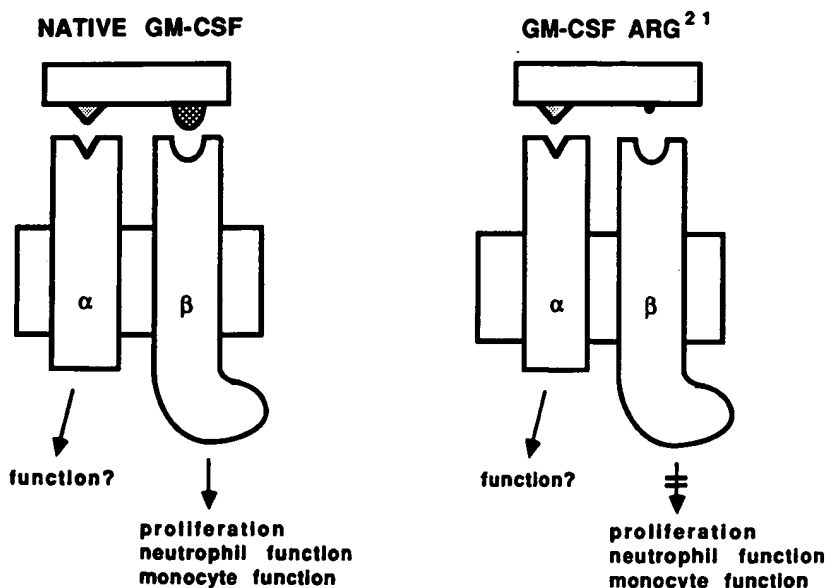 NATIVE GM-CSF
α
β
function?
proliferation
neutrophil function
monocyte function
GM-CSF ARG²¹
α
β
function?
proliferation
neutrophil function
monocyte function